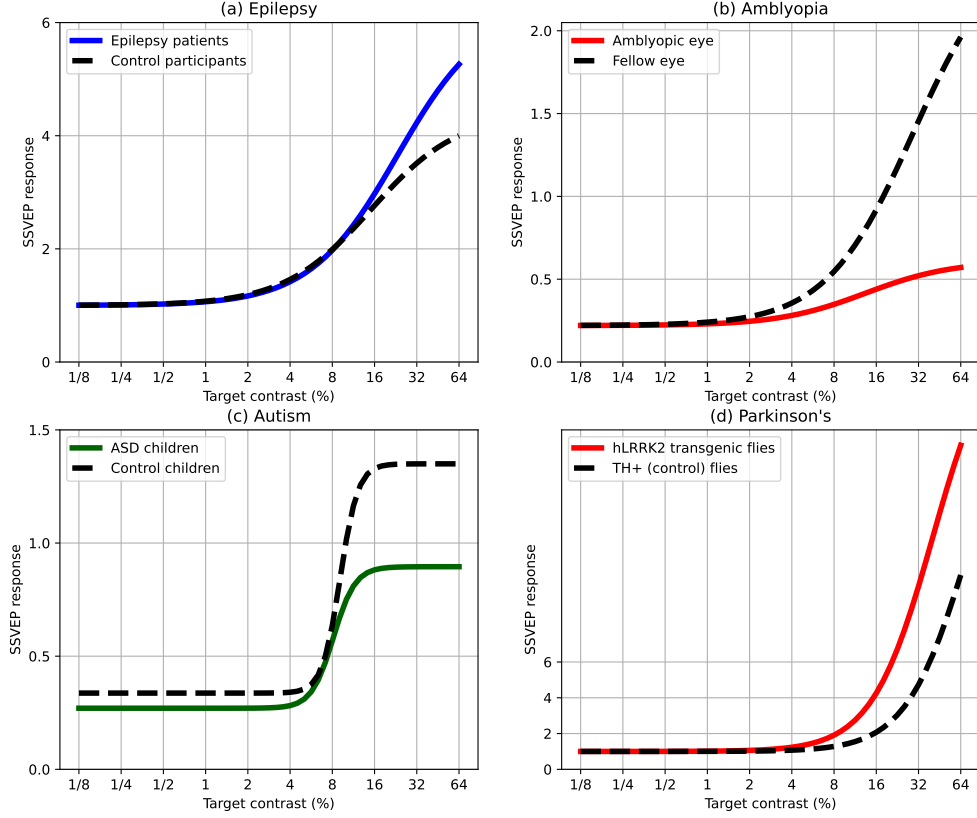 (a) Epilepsy
6
4
2
0
SSVEP response
Epilepsy patients
Control participants
1/8 1/4 1/2 1 2 4 8 16 32 64
Target contrast (%)
(b) Amblyopia
2.0
1.5
1.0
0.5
0.0
SSVEP response
Amblyopic eye
Fellow eye
1/8 1/4 1/2 1 2 4 8 16 32 64
Target contrast (%)
(c) Autism
1.5
1.0
0.5
0.0
SSVEP response
ASD children
Control children
1/8 1/4 1/2 1 2 4 8 16 32 64
Target contrast (%)
(d) Parkinson's
6
4
2
1
0
SSVEP response
hLRRK2 transgenic flies
TH+ (control) flies
1/8 1/4 1/2 1 2 4 8 16 32 64
Target contrast (%)